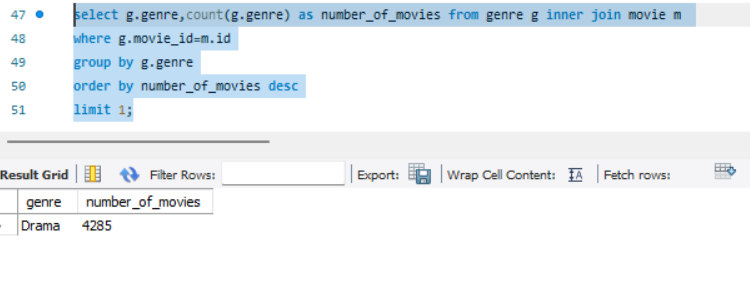 47 select g.genre,count(g.genre) as number_of_movies from genre g inner join movie m
48 where g.movie_id=m.id
49 group by g.genre
50 order by number_of_movies desc
51 limit 1;
Result Grid Filter Rows: Export: Wrap Cell Content: IA Fetch rows:
genre number_of_movies
Drama 4285